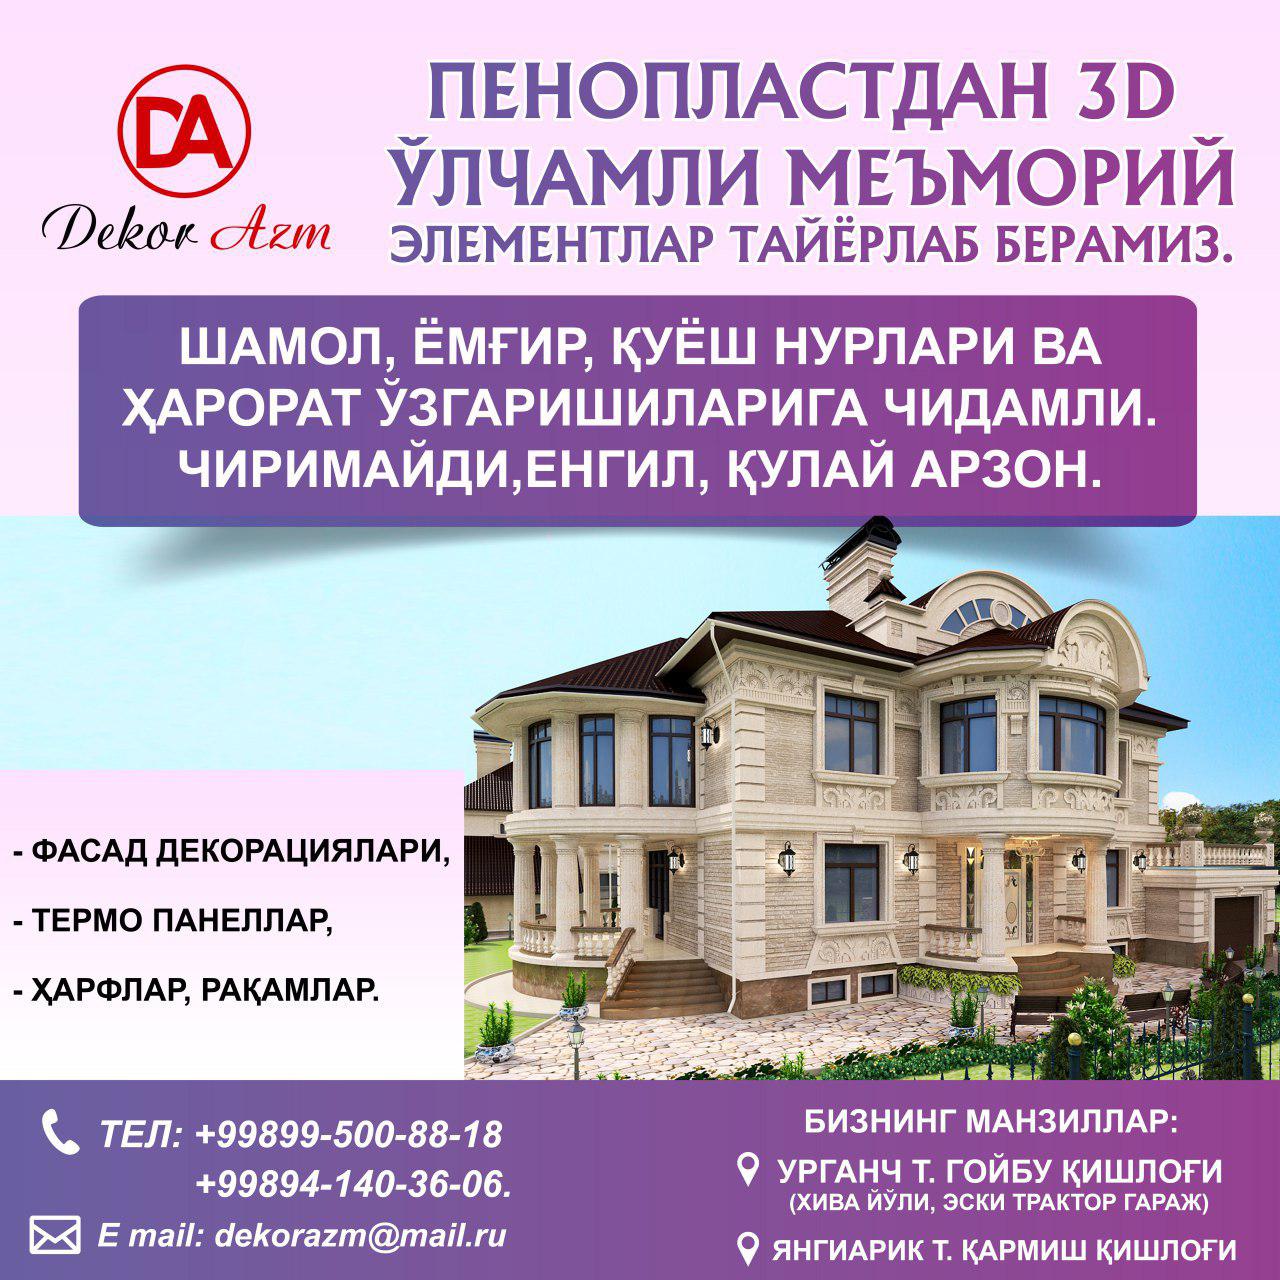 DA
Dekor Azm
ПЕНОПЛАСТДАН 3D
ЎЛЧАМЛИ МЕЪМОРИЙ
ЭЛЕМЕНТЛАР ТАЙЁРЛАБ БЕРАМИЗ.
ШАМОЛ, ЁМҒИР, ҚУЁШ НУРЛАРИ ВА
ҲАРОРАТ ЎЗГАРИШИЛАРИГА ЧИДАМЛИ.
ЧИРИМАЙДИ,ЕНГИЛ, ҚУЛАЙ АРЗОН.
- ФАСАД ДЕКОРАЦИЯЛАРИ,
- ТЕРМО ПАНЕЛЛАР,
- ҲАРФЛАР, РАҚАМЛАР.
ТЕЛ: +99899-500-88-18
+99894-140-36-06.
E mail: dekorazm@mail.ru
БИЗНИНГ МАНЗИЛЛАР:
УРГАНЧ Т. ГОЙБУ ҚИШЛОҒИ
(ХИВА ЙЎЛИ, ЭСКИ ТРАКТОР ГАРАЖ)
ЯНГИАРИК Т. ҚАРМИШ ҚИШЛОҒИ